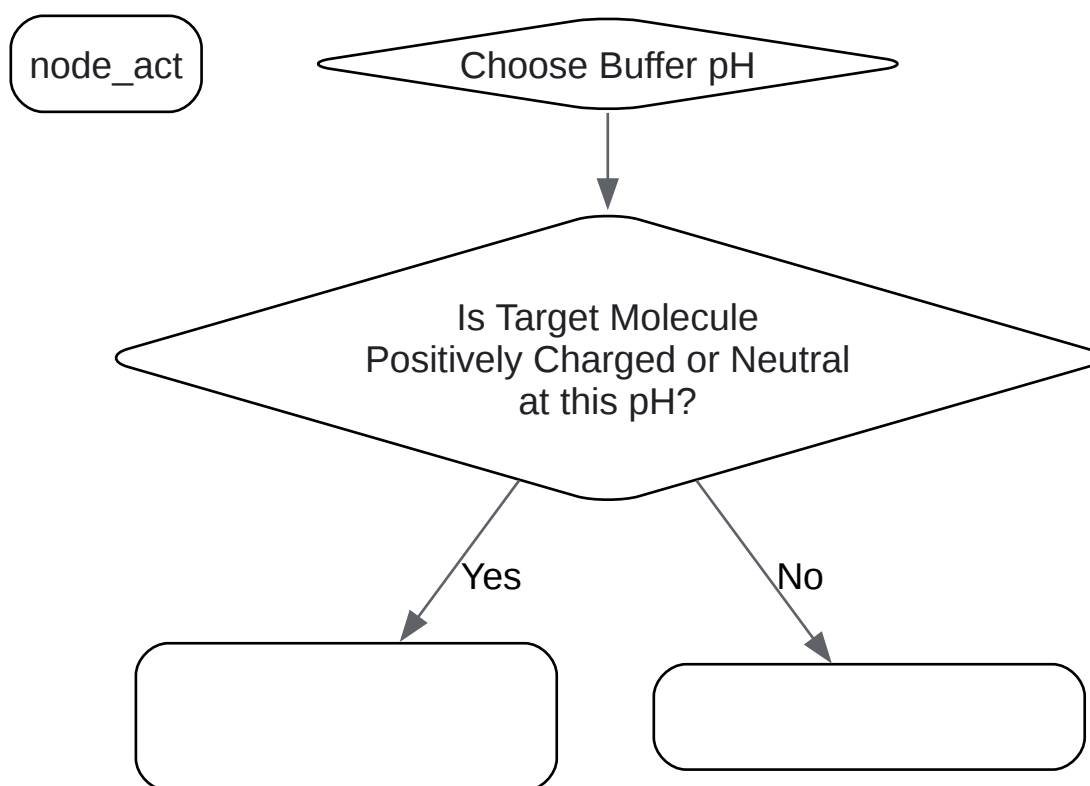 node_act
Choose Buffer pH
Is Target Molecule
Positively Charged or Neutral
at this pH?
Yes
No